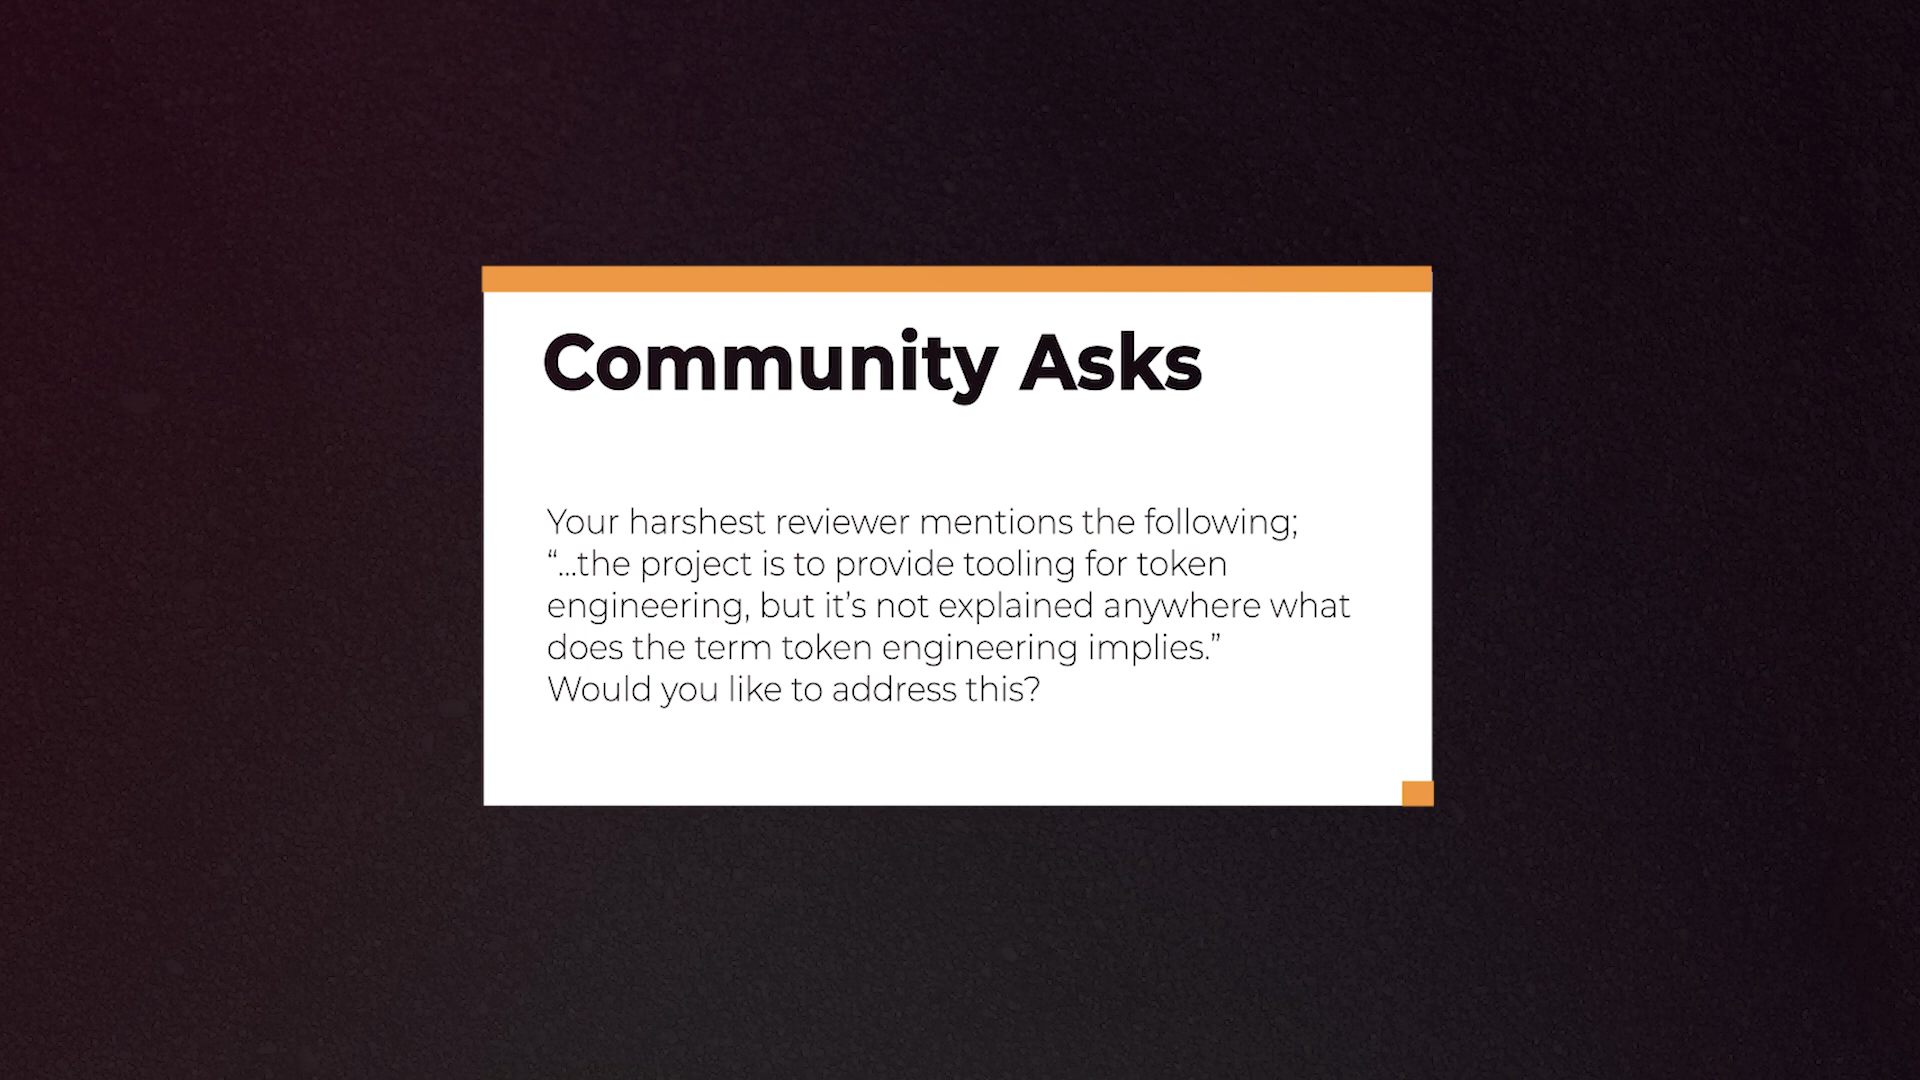 Community Asks
Your harshest reviewer mentions the following;
“...the project is to provide tooling for token
engineering, but it’s not explained anywhere what
does the term token engineering implies.”
Would you like to address this?